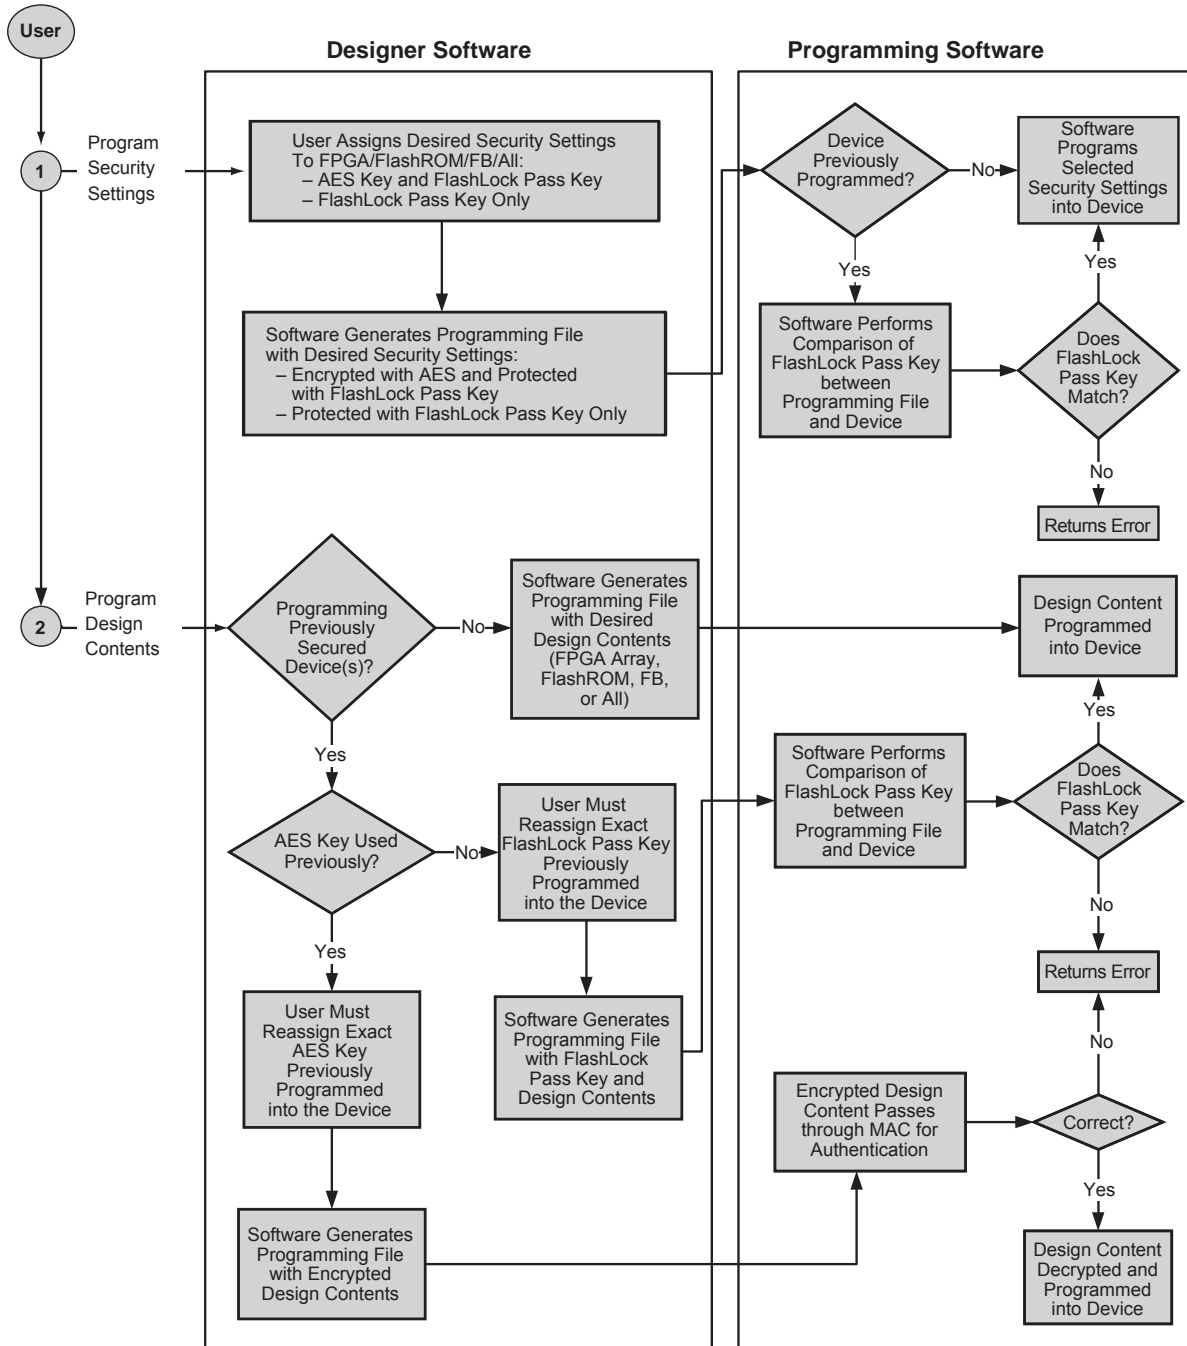 User
Designer Software
Programming Software
1
Program
Security
Settings
User Assigns Desired Security Settings
To FPGA/FlashROM/FB/All:
– AES Key and FlashLock Pass Key
– FlashLock Pass Key Only
Software Generates Programming File
with Desired Security Settings:
– Encrypted with AES and Protected
with FlashLock Pass Key
– Protected with FlashLock Pass Key Only
Device
Previously
Programmed?
No
Software
Programs
Selected
Security Settings
into Device
Yes
Yes
Software Performs
Comparison of
FlashLock Pass Key
between
Programming File
and Device
Does
FlashLock
Pass Key
Match?
No
Returns Error
2
Program
Design
Contents
Programming
Previously
Secured
Device(s)?
No
Software Generates
Programming File
with Desired
Design Contents
(FPGA Array,
FlashROM, FB,
or All)
Design Content
Programmed
into Device
Yes
Yes
AES Key Used
Previously?
No
User Must
Reassign Exact
FlashLock Pass Key
Previously
Programmed
into the Device
Software Performs
Comparison of
FlashLock Pass Key
between
Programming File
and Device
Does
FlashLock
Pass Key
Match?
No
Returns Error
Yes
User Must
Reassign Exact
AES Key
Previously
Programmed
into the Device
Software Generates
Programming File
with FlashLock
Pass Key and
Design Contents
No
Encrypted Design
Content Passes
through MAC for
Authentication
Correct?
Yes
Software Generates
Programming File
with Encrypted
Design Contents
Design Content
Decrypted and
Programmed
into Device